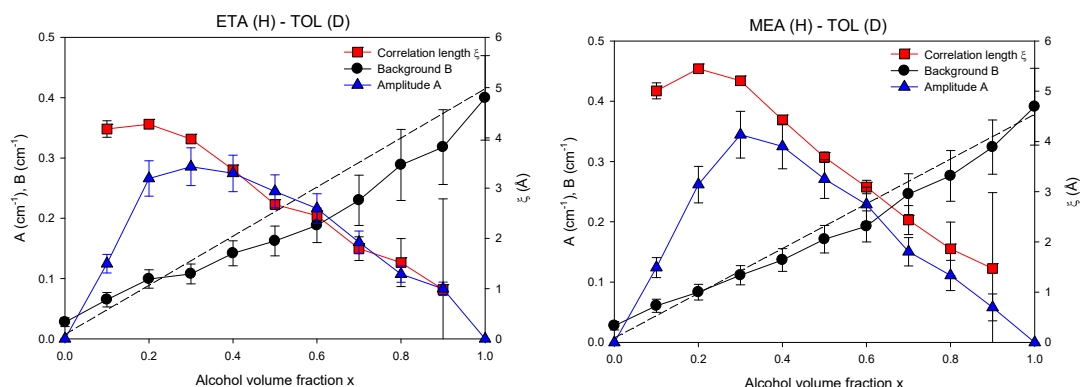 ETA (H) - TOL (D)
Correlation length ξ
Background B
Amplitude A
A (cm⁻¹), B (cm⁻¹)
0.5
0.4
0.3
0.2
0.1
0.0
6
5
4
3
2
1
0
ξ (Å)
0.0 0.2 0.4 0.6 0.8 1.0
Alcohol volume fraction x
MEA (H) - TOL (D)
Correlation length ξ
Background B
Amplitude A
A (cm⁻¹), B (cm⁻¹)
0.5
0.4
0.3
0.2
0.1
0.0
6
5
4
3
2
1
0
ξ (Å)
0.0 0.2 0.4 0.6 0.8 1.0
Alcohol volume fraction x